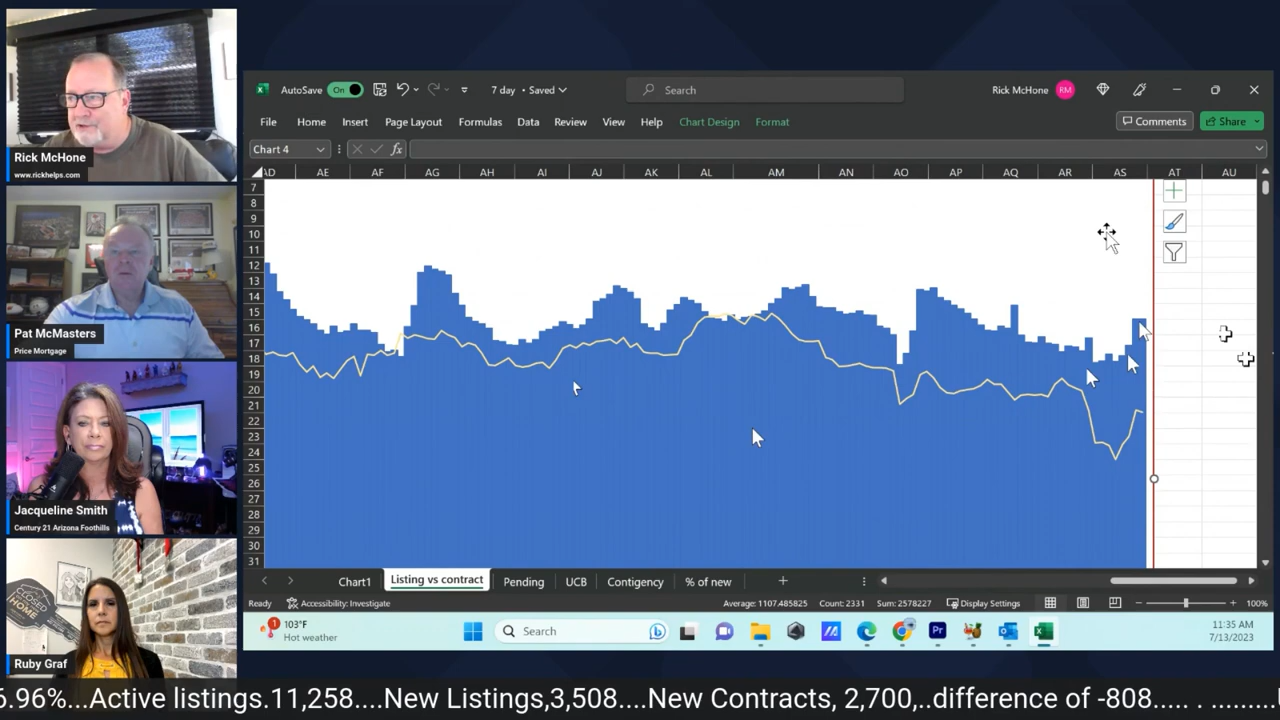 Rick McHone
www.rickhelps.com
Pat McMasters
Price Mortgage
Jacqueline Smith
Century 21 Arizona Foothills
CLOSED
HOME
Ruby Graf
AutoSave On 7 day • Saved Search Rick McHone RM
File Home Insert Page Layout Formulas Data Review View Help Chart Design Format Comments Share
Chart 4 fx
AD AE AF AG AH AI AJ AK AL AM AN AO AP AQ AR AS AT AU
7
8
9
10
11
12
13
14
15
16
17
18
19
20
21
22
23
24
25
26
27
28
29
30
31
Chart1 Listing vs contract Pending UCB Contigency % of new
Ready Accessibility: Investigate Average: 1107.485825 Count: 2331 Sum: 2578227 Display Settings 100%
1 103°F Search Pr 11:35 AM
Hot weather 7/13/2023
6.96%...Active listings.11,258....New Listings,3,508....New Contracts, 2,700,..difference of -808..... . .........